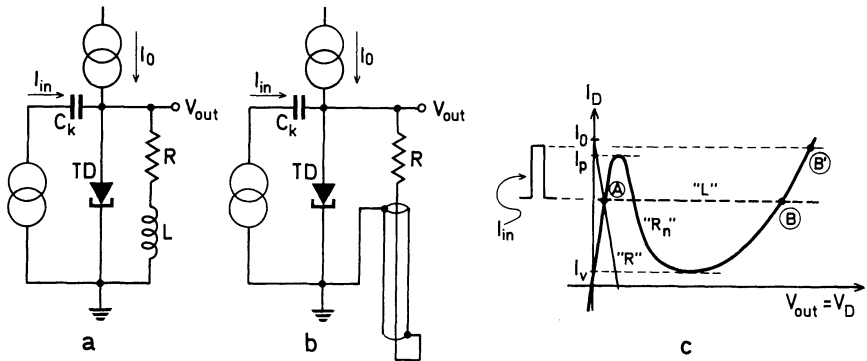 I0
Iin
Ck
Vout
TD
R
L
a
I0
Iin
Ck
Vout
TD
R
b
ID
I0
Ip
Iin
Iv
A
B'
"L"
B
"Rn"
"R"
Vout = VD
c